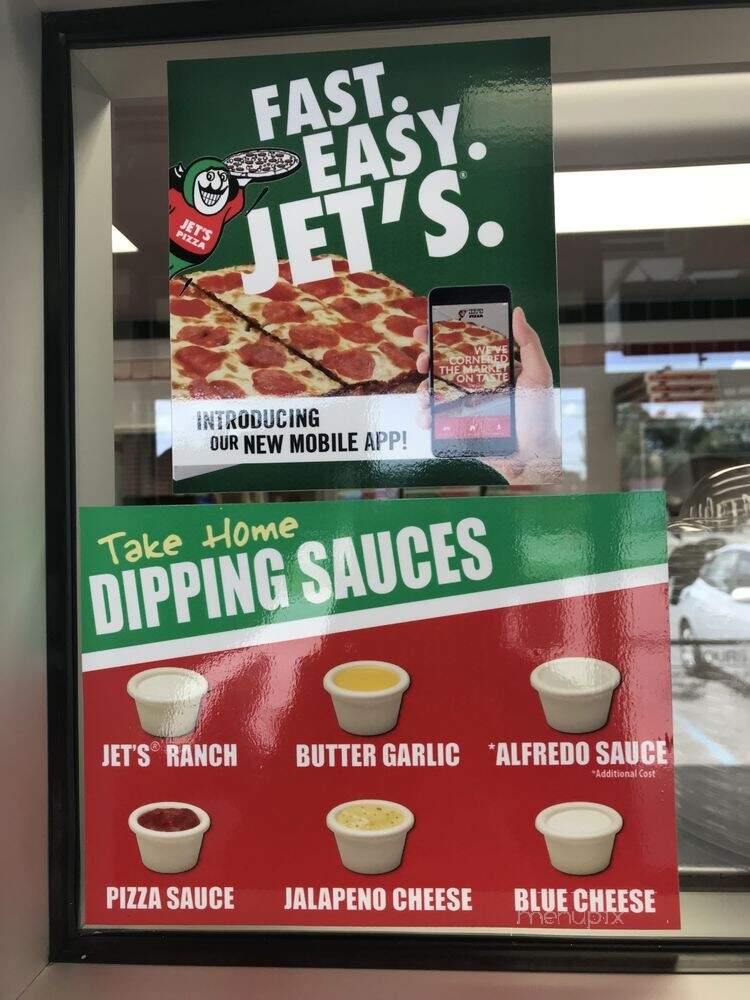 FAST.
EASY.
JET'S.®
JET'S
PIZZA
WE'VE
CORNERED
THE MARKET
ON TASTE
INTRODUCING
OUR NEW MOBILE APP!
Take Home
DIPPING SAUCES
JET'S® RANCH
BUTTER GARLIC
*ALFREDO SAUCE
*Additional Cost
PIZZA SAUCE
JALAPENO CHEESE
BLUE CHEESE
menupix